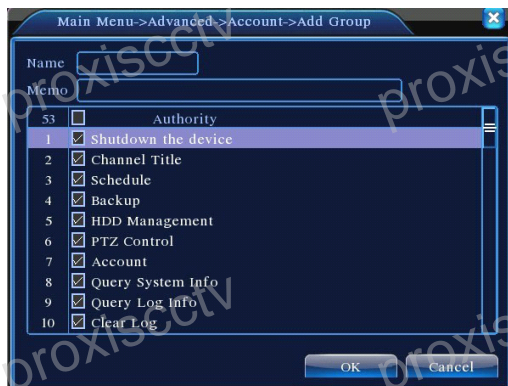 Main Menu->Advanced->Account->Add Group
Name
Memo
53 Authority
1 Shutdown the device
2 Channel Title
3 Schedule
4 Backup
5 HDD Management
6 PTZ Control
7 Account
8 Query System Info
9 Query Log Info
10 Clear Log
OK Cancel
proxiscctv
proxis
proxiscctv
proxis